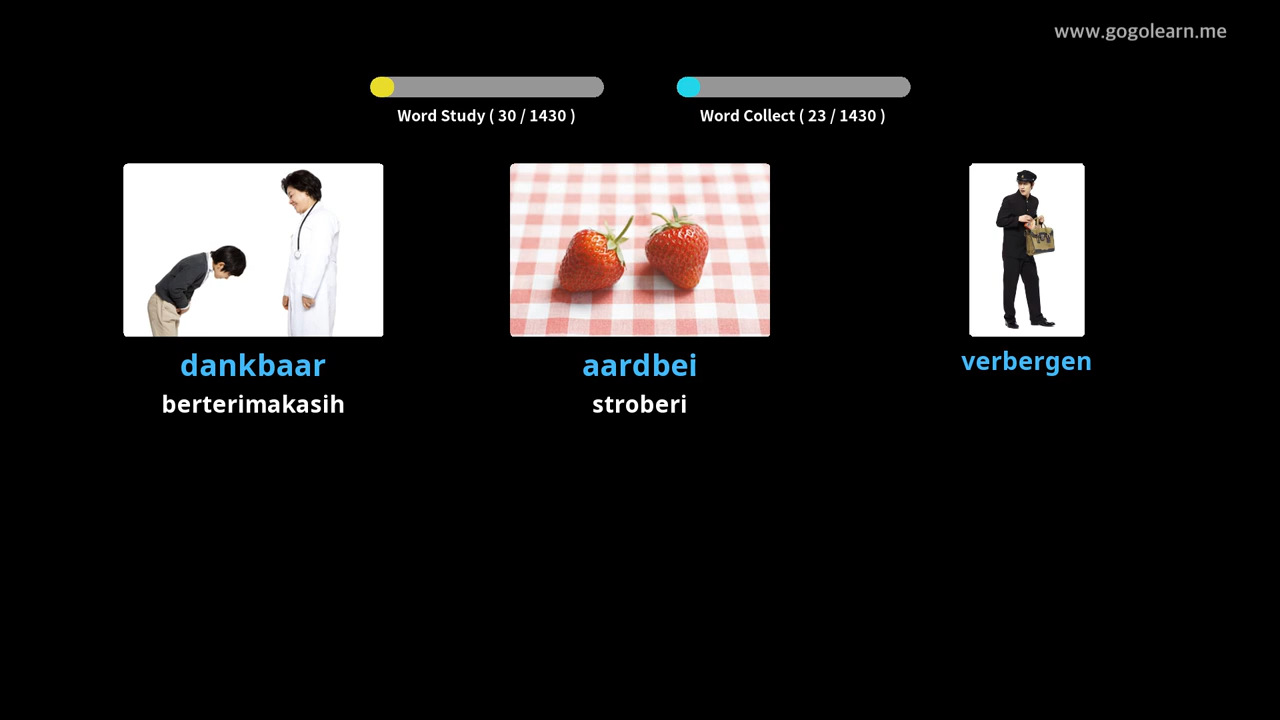 www.gogolearn.me
Word Study ( 30 / 1430 )
Word Collect ( 23 / 1430 )
dankbaar
berterimakasih
aardbei
stroberi
verbergen